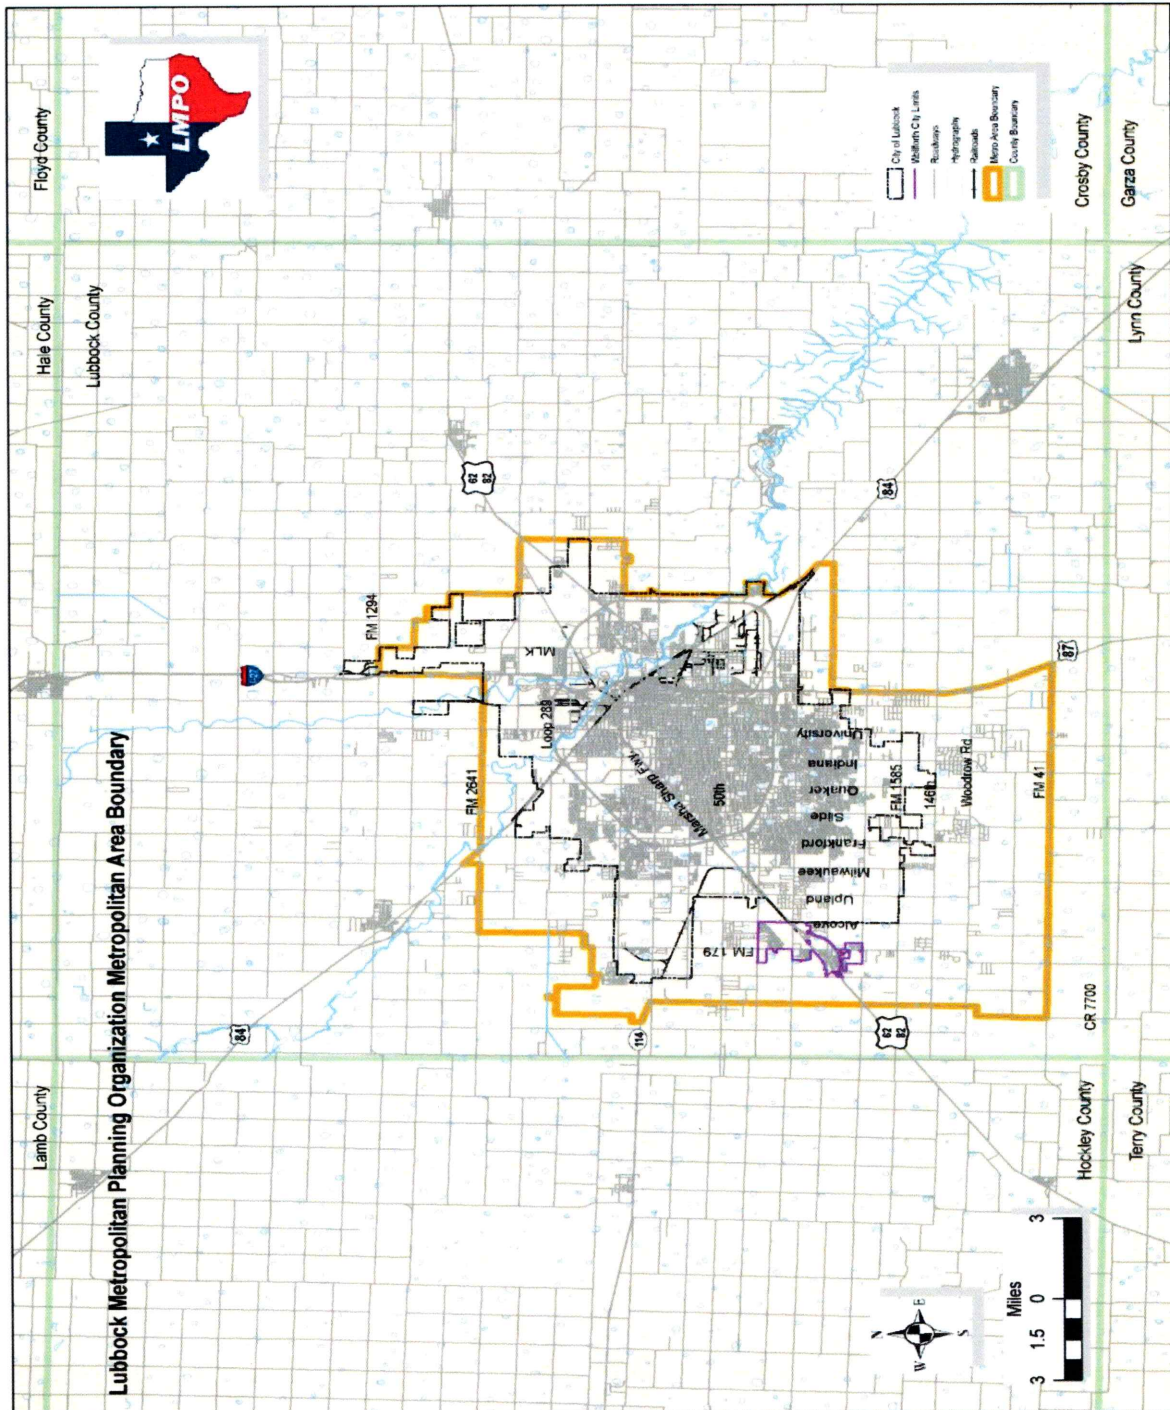 Lubbock Metropolitan Planning Organization Metropolitan Area Boundary
Lamb County
Hale County
Lubbock County
Floyd County
LMPO
84
I-27
FM 1294
62
82
FM 2641
MLK
Loop 289
Marsha Sharp Fwy.
50th
114
FM 179
Alcove
Upland
Milwaukee
Frankford
Slide
Quaker
Indiana
University
84
FM 1585
146th
Woodrow Rd
62
82
FM 41
87
CR 7700
Hockley County
Terry County
Lynn County
Crosby County
Garza County
City of Lubbock
Wolfforth City Limits
Roadways
Hydrography
Railroads
Metro Area Boundary
County Boundary
N
W
E
S
Miles
3
1.5
0
3